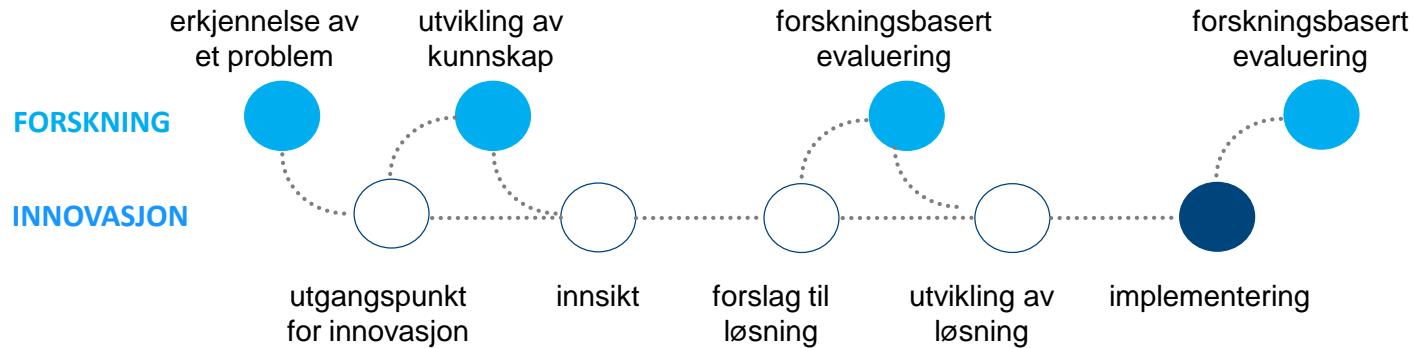 erkjennelse av
et problem
utvikling av
kunnskap
forskningsbasert
evaluering
forskningsbasert
evaluering
FORSKNING
INNOVASJON
utgangspunkt
for innovasjon
innsikt
forslag til
løsning
utvikling av
løsning
implementering